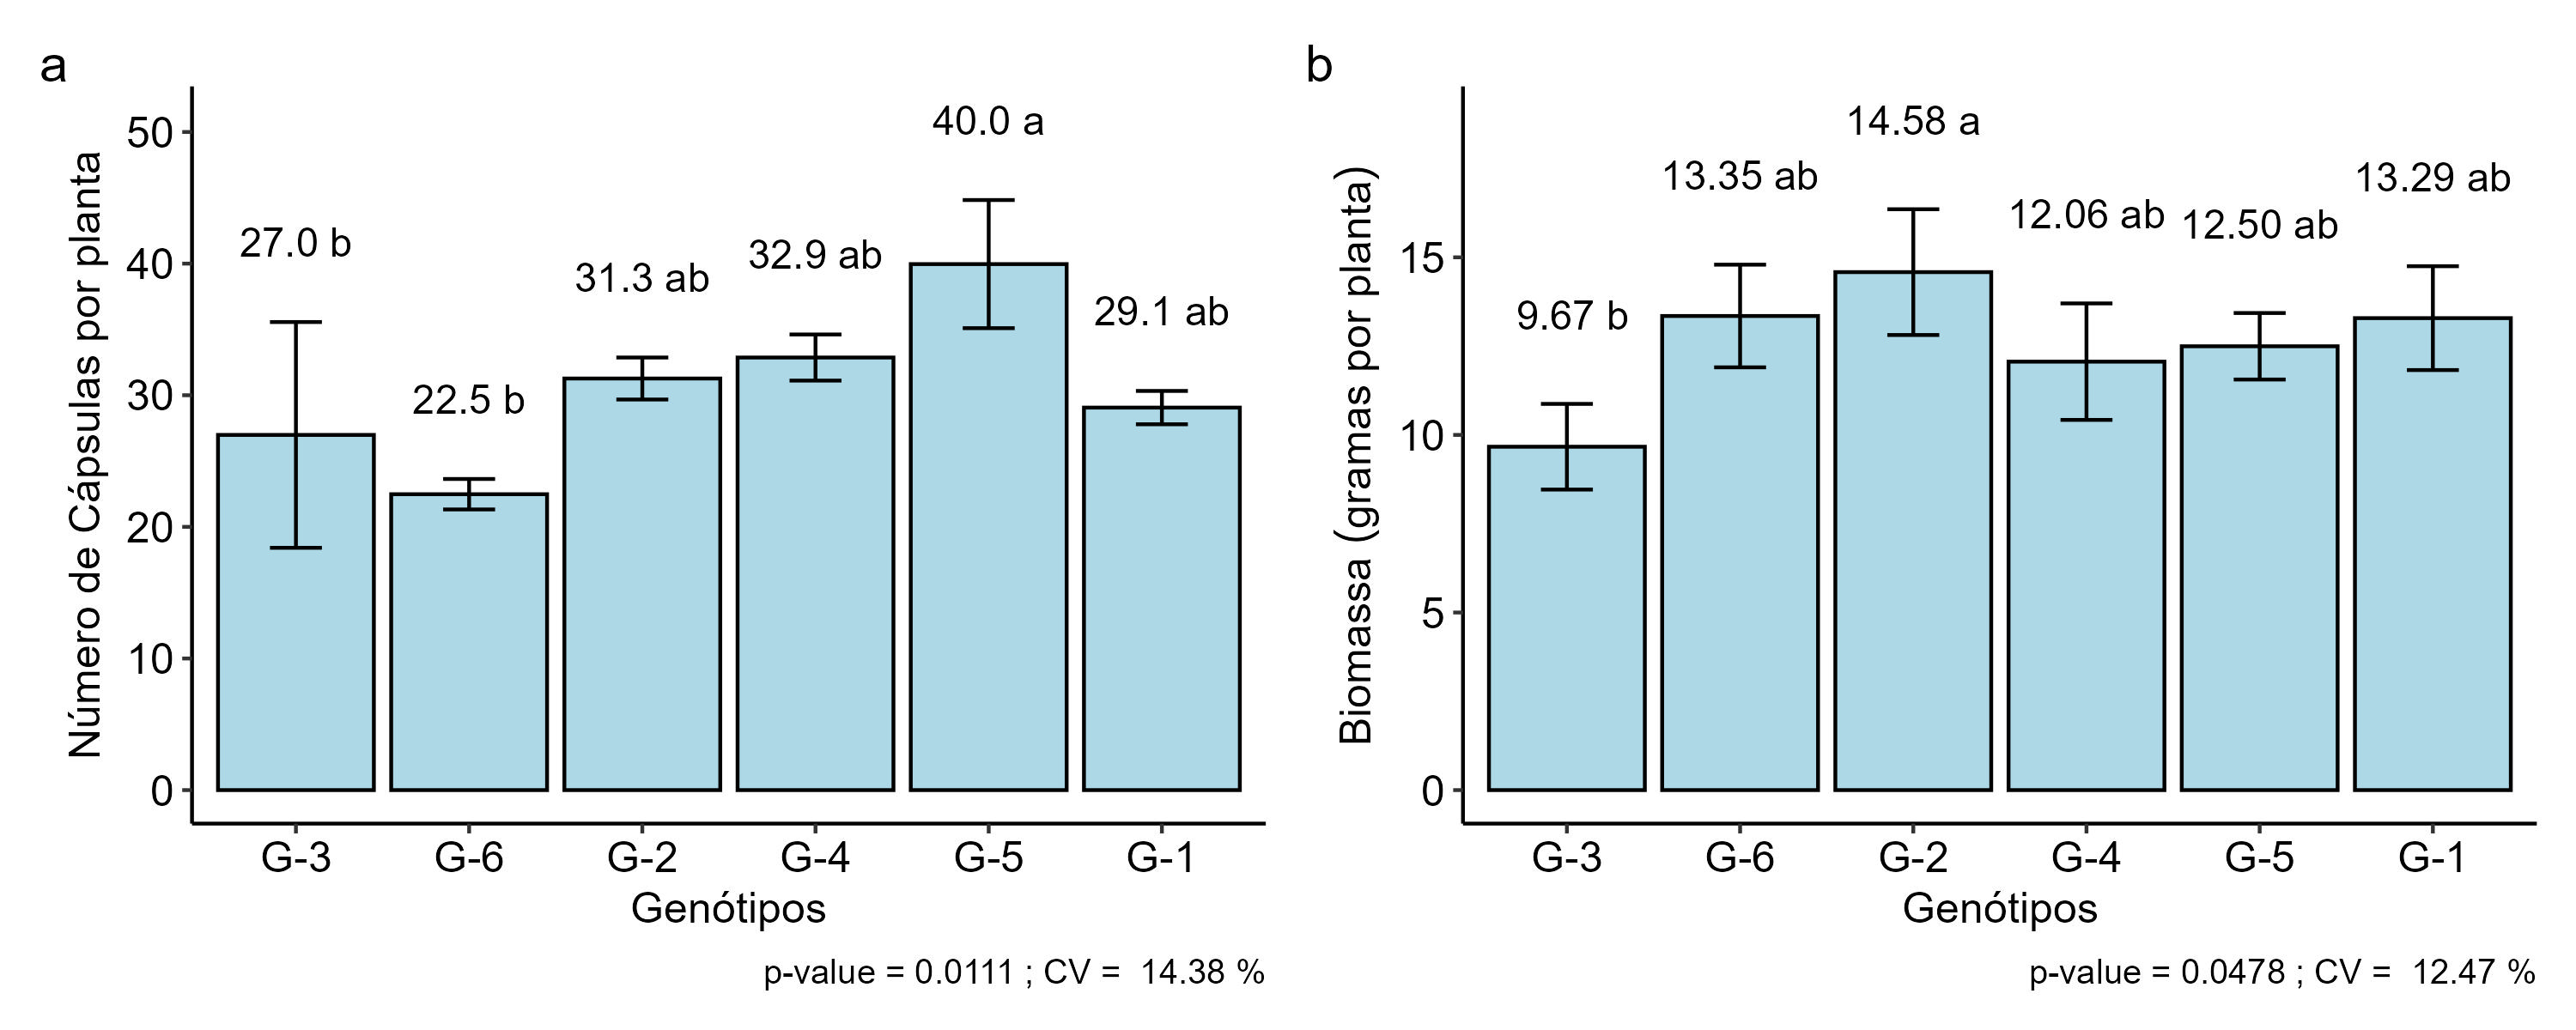 a
Número de Cápsulas por planta
50
40
30
20
10
0
27.0 b
22.5 b
31.3 ab
32.9 ab
40.0 a
29.1 ab
G-3
G-6
G-2
G-4
G-5
G-1
Genótipos
p-value = 0.0111 ; CV = 14.38 %
b
Biomassa (gramas por planta)
15
10
5
0
9.67 b
13.35 ab
14.58 a
12.06 ab
12.50 ab
13.29 ab
G-3
G-6
G-2
G-4
G-5
G-1
Genótipos
p-value = 0.0478 ; CV = 12.47 %